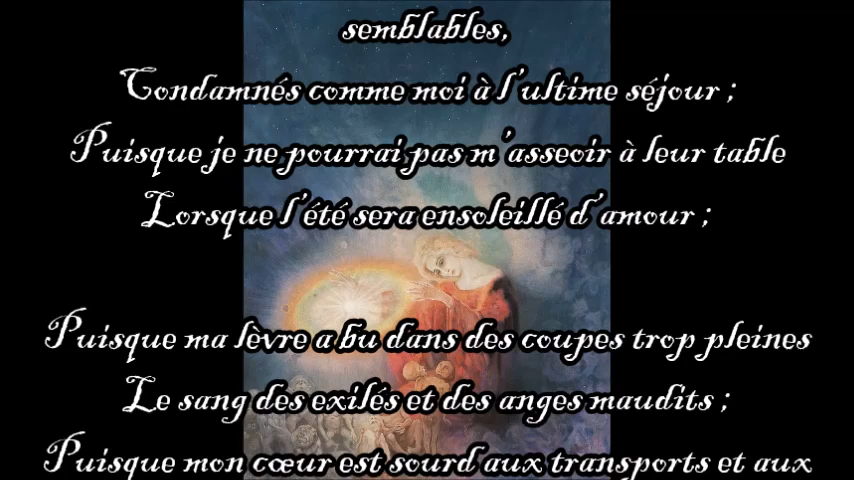 semblables,
Condamnés comme moi à l'ultime séjour ;
Puisque je ne pourrai pas m'asseoir à leur table
Lorsque l'été sera ensoleillé d'amour ;
Puisque ma lèvre a bu dans des coupes trop pleines
Le sang des exilés et des anges maudits ;
Puisque mon cœur est sourd aux transports et aux